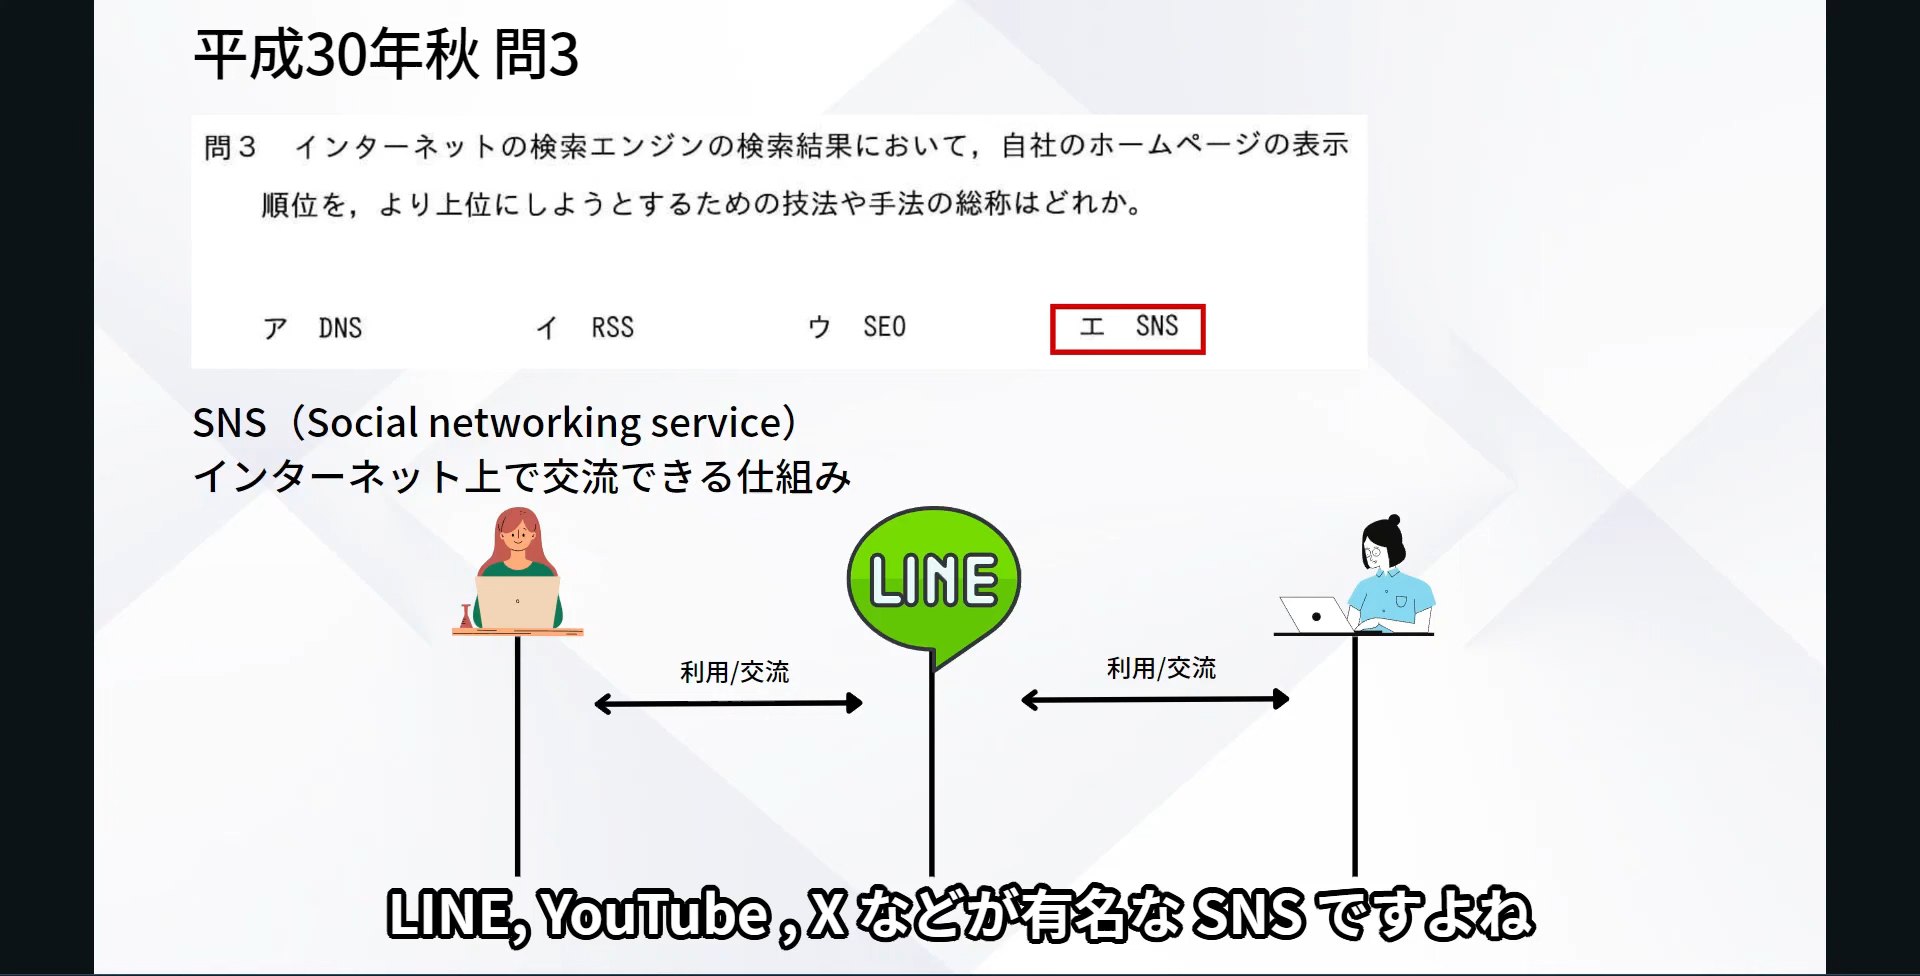 平成30年秋 問3
問3 インターネットの検索エンジンの検索結果において，自社のホームページの表示
順位を，より上位にしようとするための技法や手法の総称はどれか。
ア DNS イ RSS ウ SEO エ SNS
SNS（Social networking service）
インターネット上で交流できる仕組み
LINE
利用/交流 利用/交流
LINE, YouTube , X などが有名な SNS ですよね